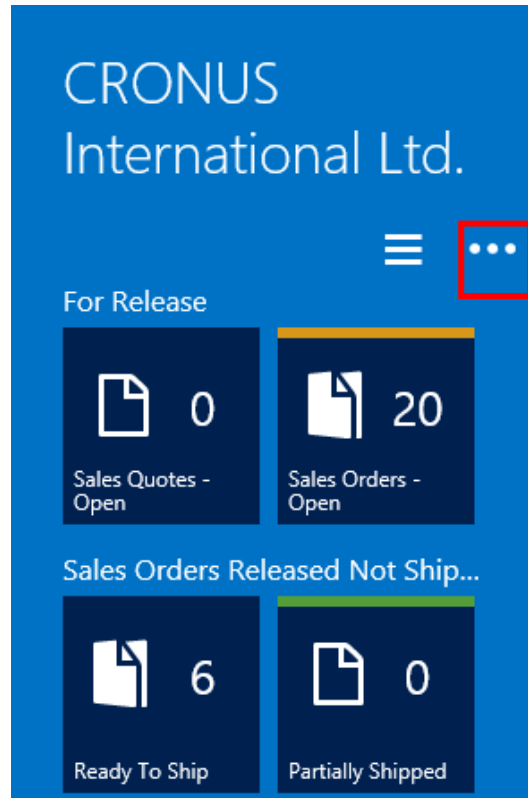 CRONUS
International Ltd.
For Release
0
20
Sales Quotes -
Open
Sales Orders -
Open
Sales Orders Released Not Ship...
6
0
Ready To Ship
Partially Shipped